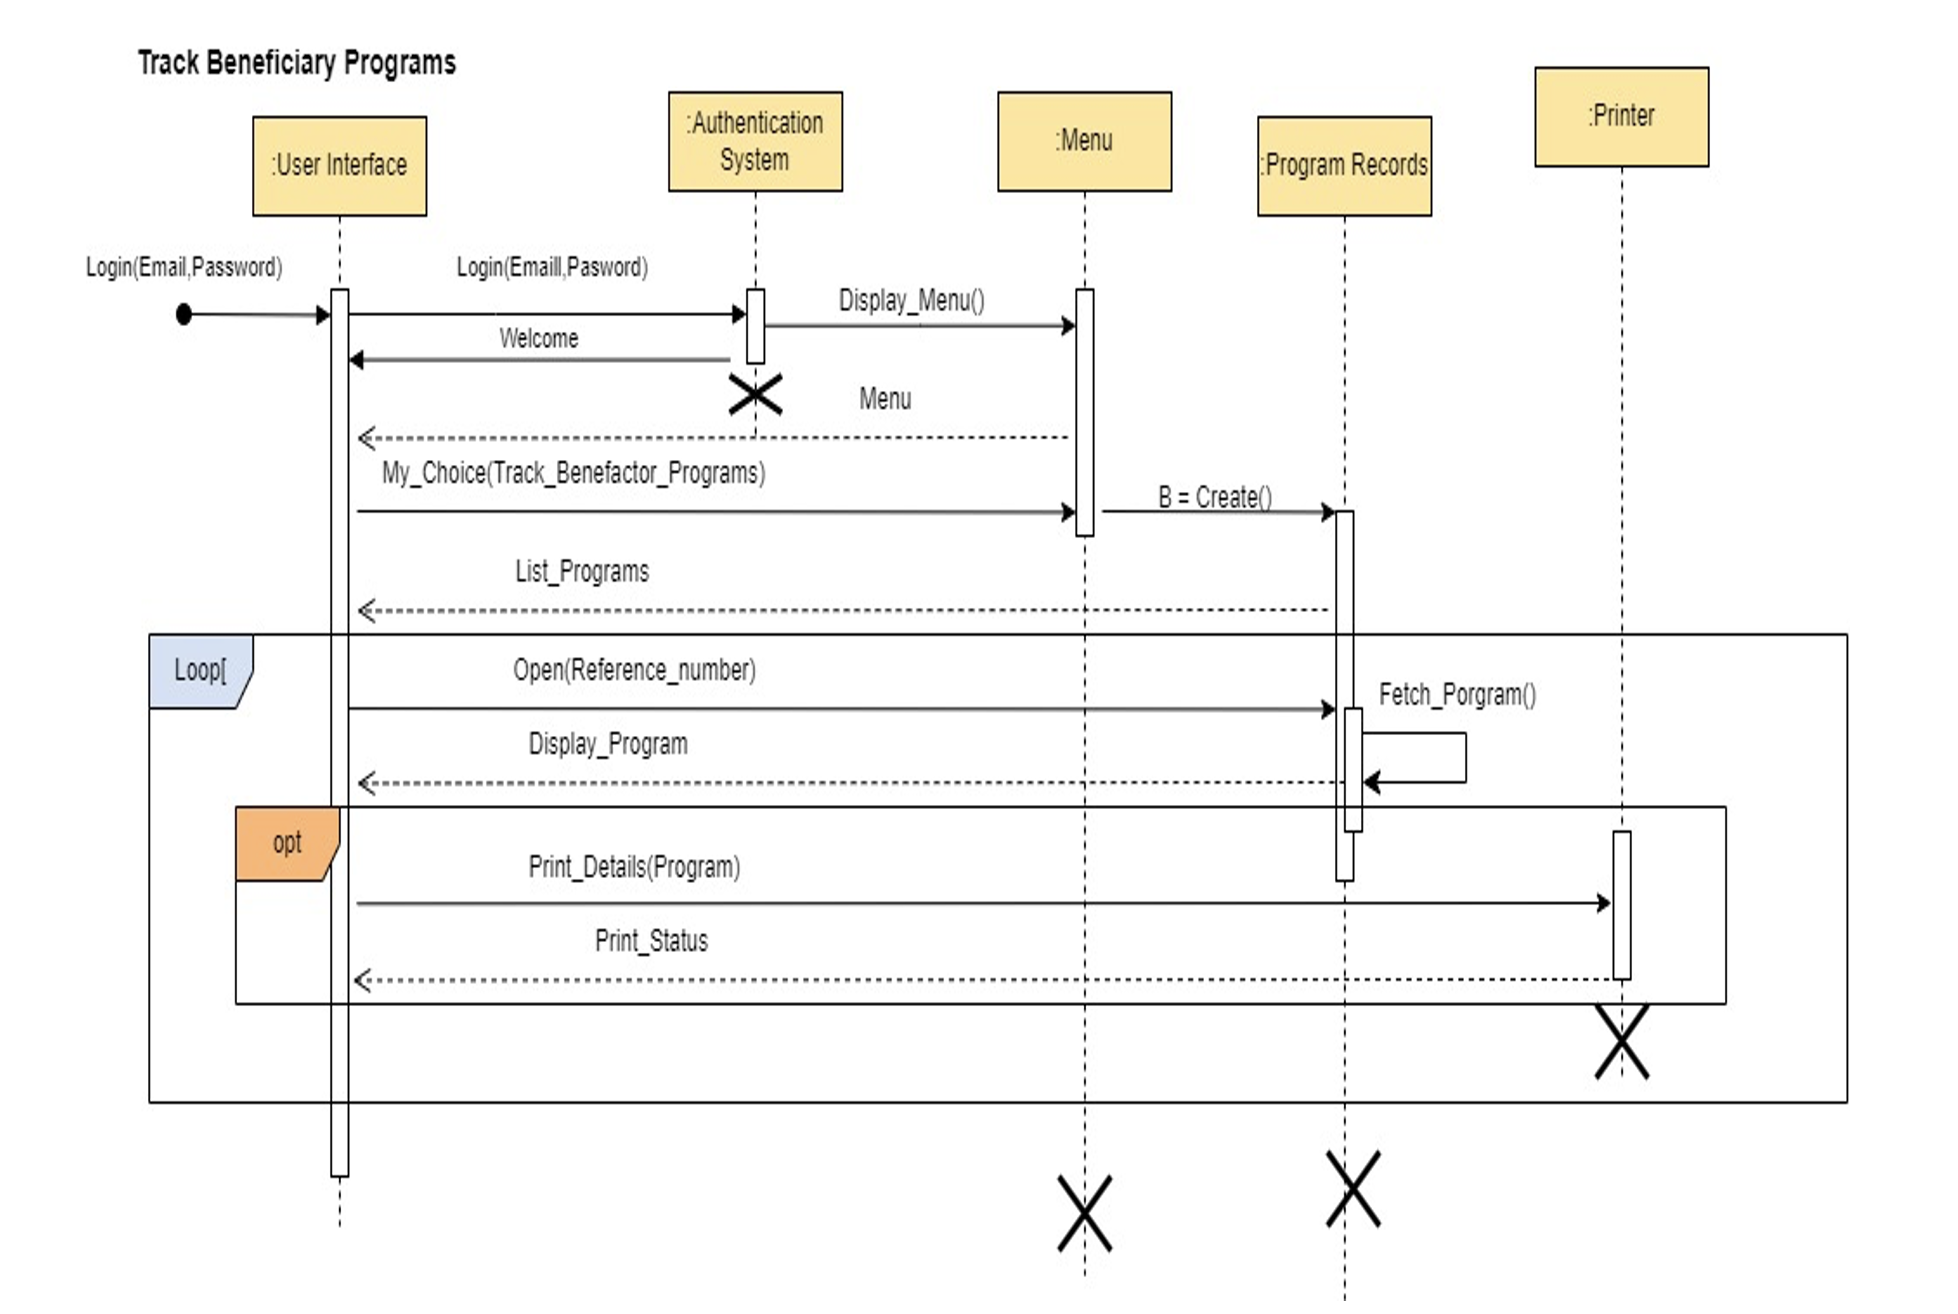 Track Beneficiary Programs
:User Interface
:Authentication
System
:Menu
:Program Records
:Printer
Login(Email,Password)
Login(Emaill,Pasword)
Display_Menu()
Welcome
Menu
My_Choice(Track_Benefactor_Programs)
B = Create()
List_Programs
Loop[
Open(Reference_number)
Fetch_Porgram()
Display_Program
opt
Print_Details(Program)
Print_Status